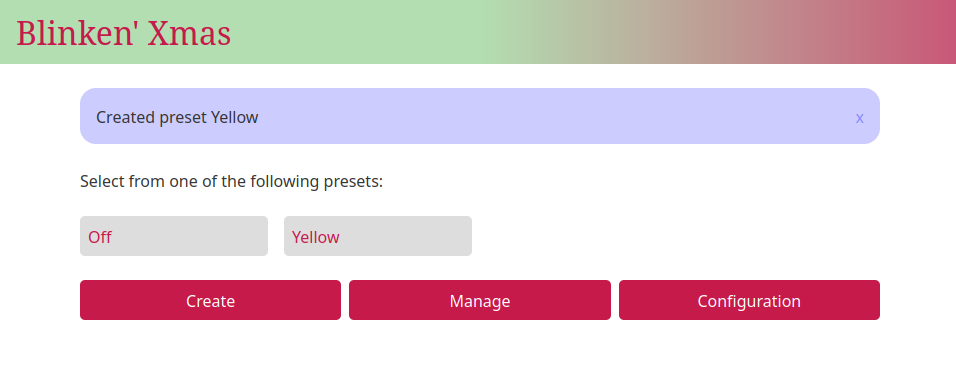 Blinken' Xmas
Created preset Yellow x
Select from one of the following presets:
Off Yellow
Create Manage Configuration